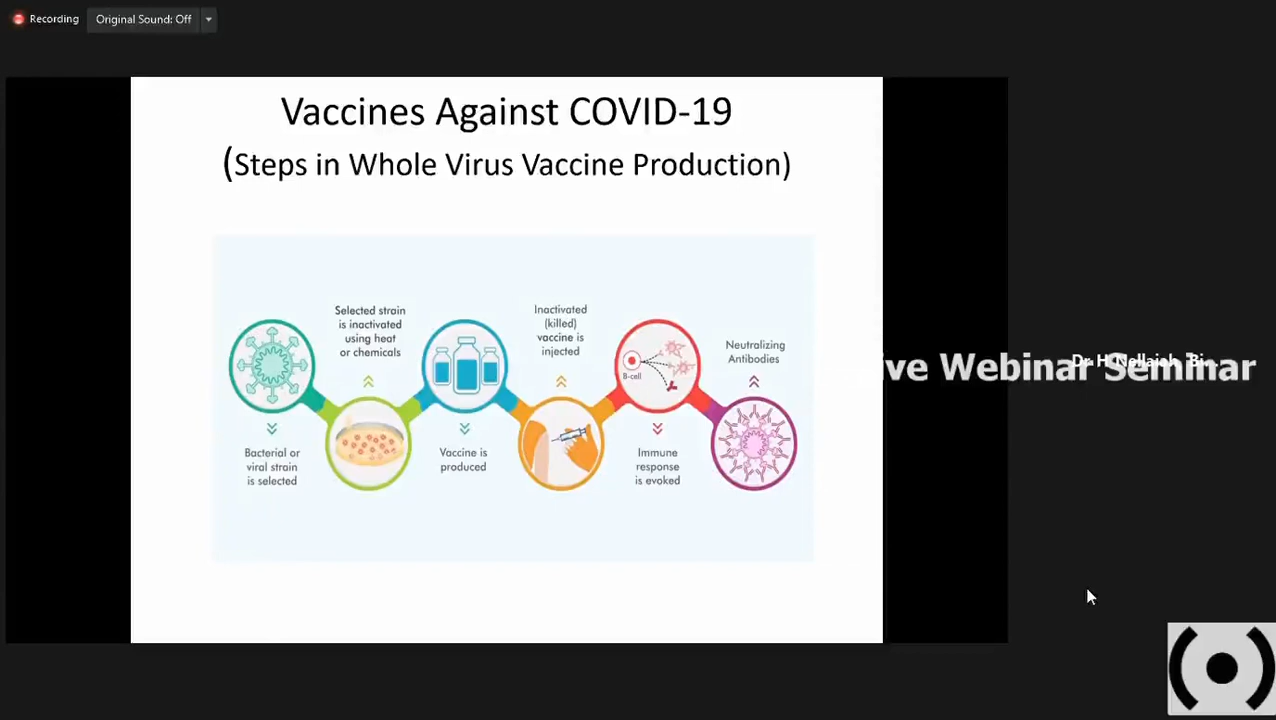 Recording
Original Sound: Off
Vaccines Against COVID-19
(Steps in Whole Virus Vaccine Production)
Selected strain
is inactivated
using heat
or chemicals
Inactivated
(killed)
vaccine is
injected
Neutralizing
Antibodies
B-cell
Bacterial or
viral strain
is selected
Vaccine is
produced
Immune
response
is evoked
ive Webinar Seminar
Dr H